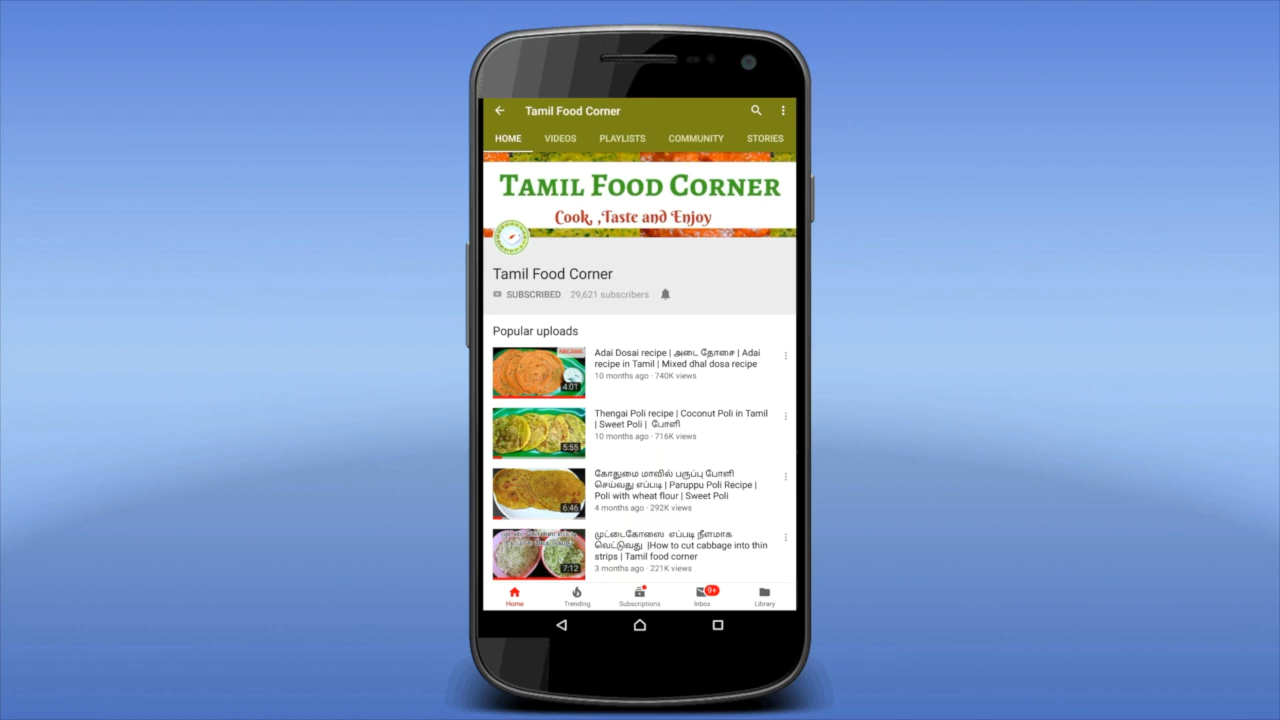 Tamil Food Corner
HOME VIDEOS PLAYLISTS COMMUNITY STORIES
TAMIL FOOD CORNER
Cook, ,Taste and Enjoy
Tamil Food Corner
SUBSCRIBED 29,621 subscribers
Popular uploads
Adai Dosai
4:01
Adai Dosai recipe | அடை தோசை | Adai
recipe in Tamil | Mixed dhal dosa recipe
10 months ago · 740K views
5:55
Thengai Poli recipe | Coconut Poli in Tamil
| Sweet Poli | போளி
10 months ago · 716K views
6:46
கோதுமை மாவில் பருப்பு போளி
செய்வது எப்படி | Paruppu Poli Recipe |
Poli with wheat flour | Sweet Poli
4 months ago · 292K views
7:12
முட்டைகோஸை எப்படி நீளமாக
வெட்டுவது |How to cut cabbage into thin
strips | Tamil food corner
3 months ago · 221K views
9+
Home Trending Subscriptions Inbox Library